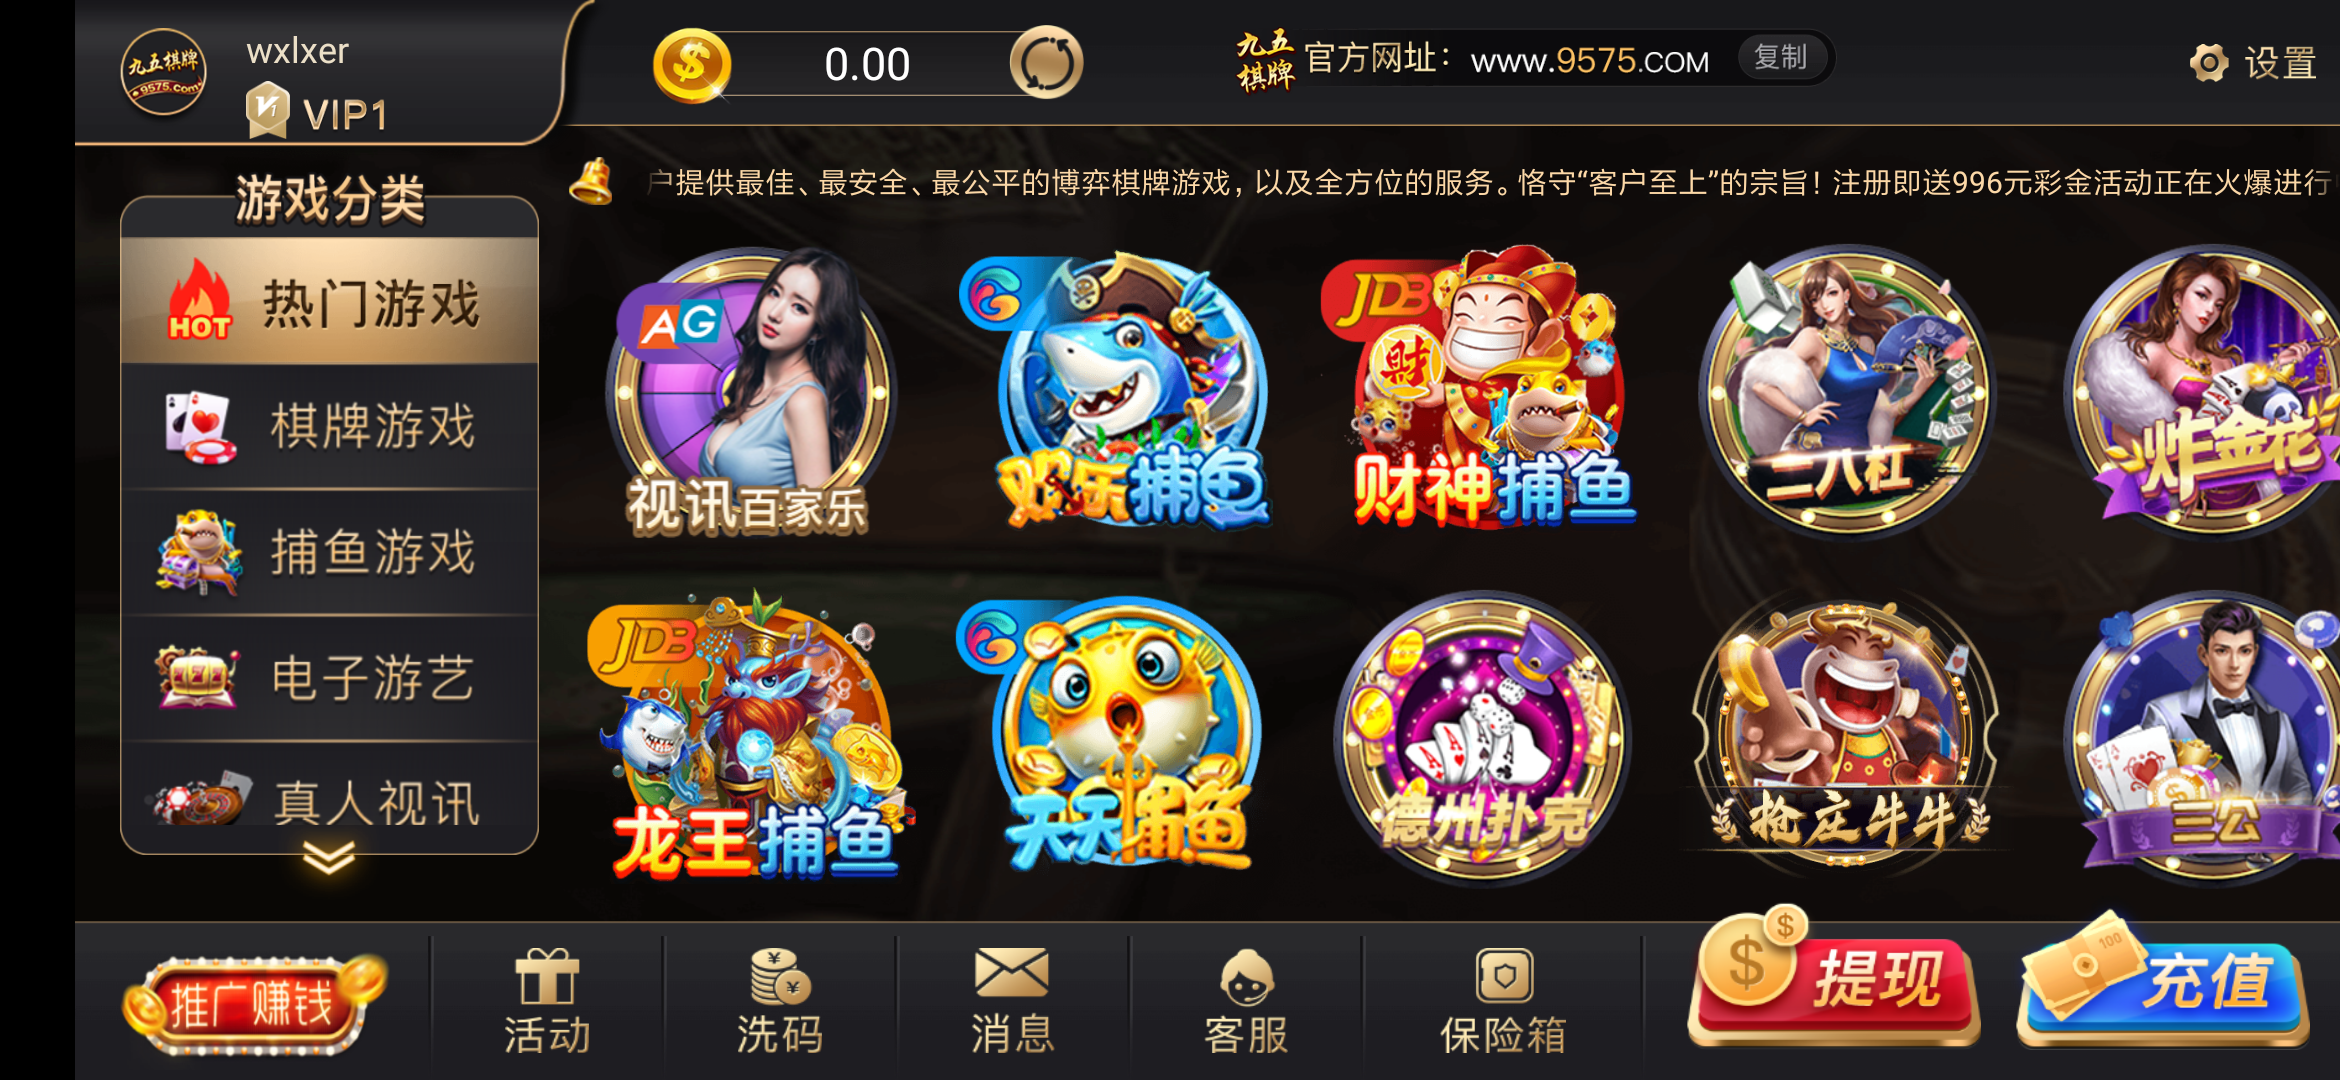 九五棋牌
9575.com
wxlxer
V1
VIP1
$
0.00
九五
棋牌
官方网址：
www.9575.COM
复制
设置
户提供最佳、最安全、最公平的博弈棋牌游戏，以及全方位的服务。恪守“客户至上”的宗旨！注册即送996元彩金活动正在火爆进行
游戏分类
HOT
热门游戏
棋牌游戏
捕鱼游戏
777
电子游艺
真人视讯
AG
视讯百家乐
G
欢乐捕鱼
JDB
财
财神捕鱼
二八杠
炸金花
JDB
龙王捕鱼
G
天天捕鱼
德州扑克
抢庄牛牛
三公
推广赚钱
活动
洗码
消息
客服
保险箱
$
$
提现
100
充值